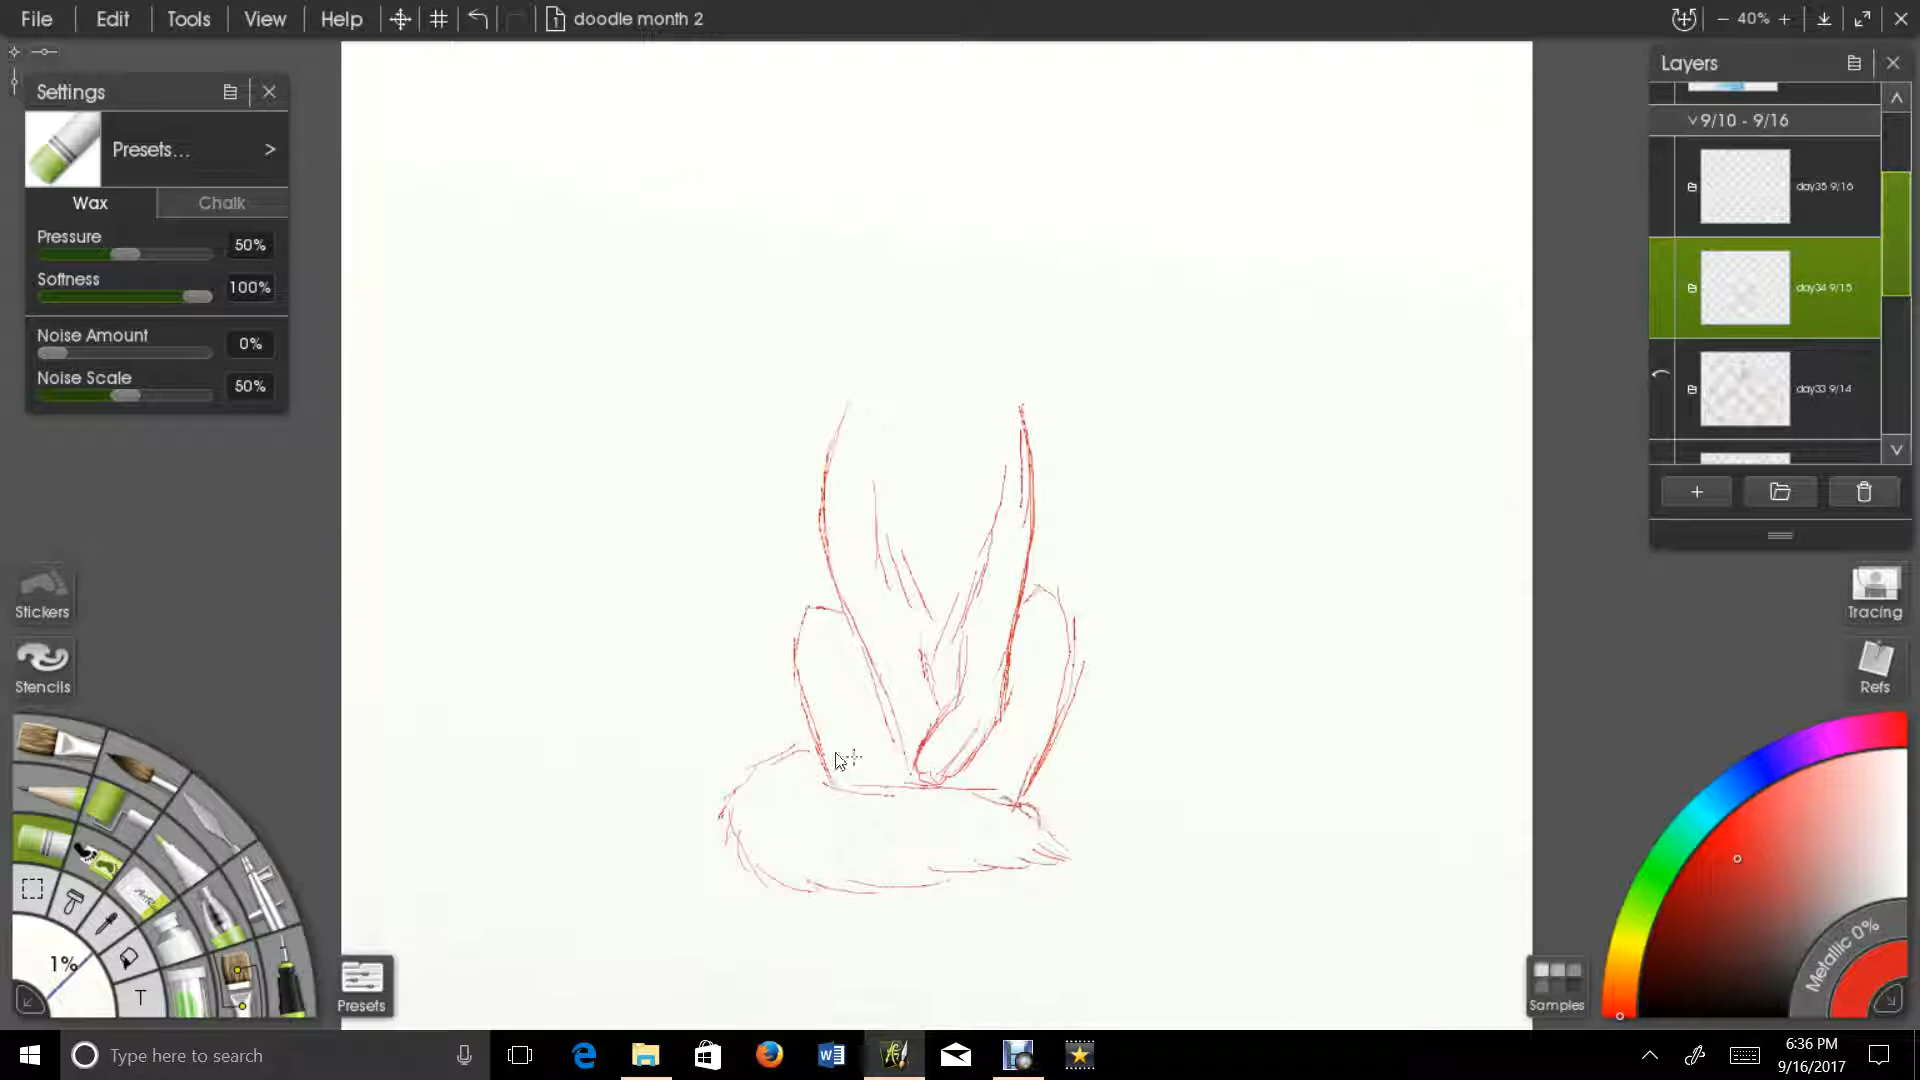 File
Edit
Tools
View
Help
doodle month 2
40%
Settings
Presets...
Wax
Chalk
Pressure
50%
Softness
100%
Noise Amount
0%
Noise Scale
50%
Layers
9/10 - 9/16
day35 9/16
day34 9/15
day33 9/14
Stickers
Stencils
Tracing
Refs
1%
T
Presets
Samples
Metallic 0%
Type here to search
6:36 PM
9/16/2017